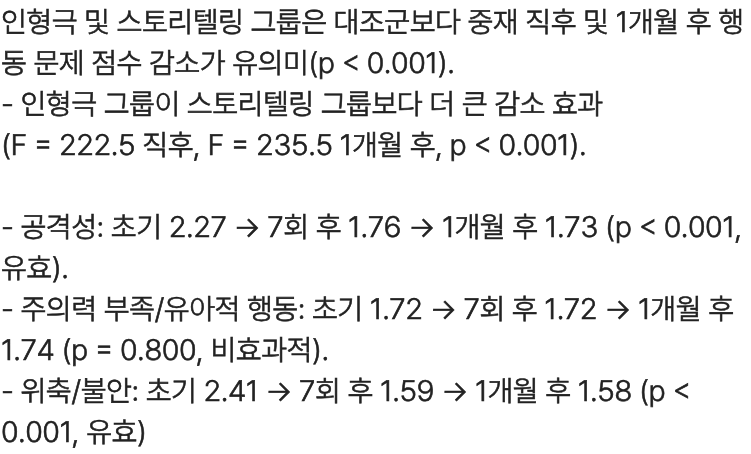 인형극 및 스토리텔링 그룹은 대조군보다 중재 직후 및 1개월 후 행
동 문제 점수 감소가 유의미(p < 0.001).
- 인형극 그룹이 스토리텔링 그룹보다 더 큰 감소 효과
(F = 222.5 직후, F = 235.5 1개월 후, p < 0.001).
- 공격성: 초기 2.27 → 7회 후 1.76 → 1개월 후 1.73 (p < 0.001,
유효).
- 주의력 부족/유아적 행동: 초기 1.72 → 7회 후 1.72 → 1개월 후
1.74 (p = 0.800, 비효과적).
- 위축/불안: 초기 2.41 → 7회 후 1.59 → 1개월 후 1.58 (p <
0.001, 유효)